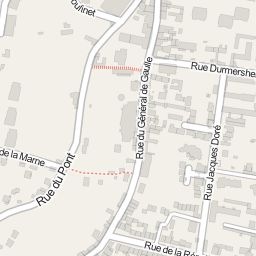 Rue Durmershe
Rue du Général de Gaulle
de la Marne
Rue du Pont
Rue Jacques Doré
Rue de la Ré